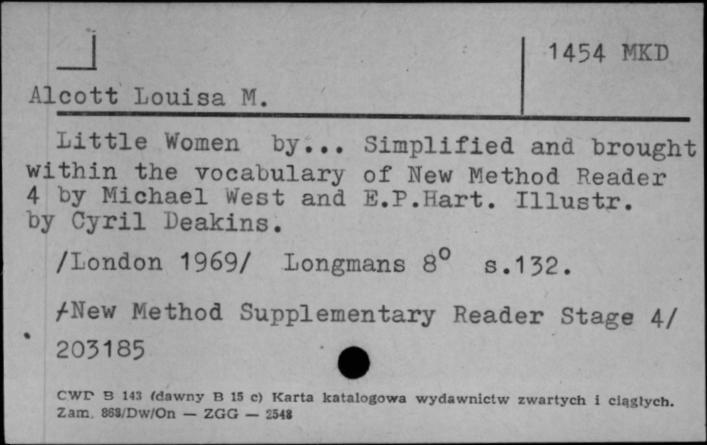 1454 MKD
Alcott Louisa M.
Little Women by... Simplified and brought
within the vocabulary of New Method Reader
4 by Michael West and E.P.Hart. Illustr.
by Cyril Deakins.
/London 1969/ Longmans 8° s.132.
/New Method Supplementary Reader Stage 4/
203185
CWD B 143 (dawny B 15 c) Karta katalogowa wydawnictw zwartych i ciągłych.
Zam. 868/Dw/On — ZGG — 2548